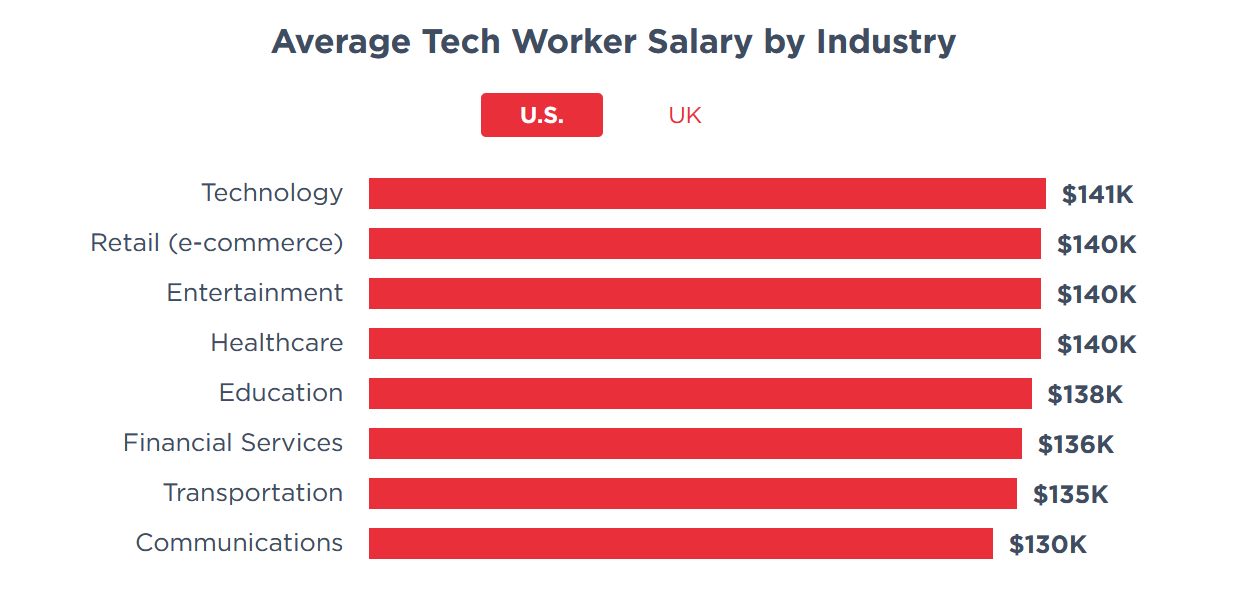 Average Tech Worker Salary by Industry
U.S. UK
Technology $141K
Retail (e-commerce) $140K
Entertainment $140K
Healthcare $140K
Education $138K
Financial Services $136K
Transportation $135K
Communications $130K